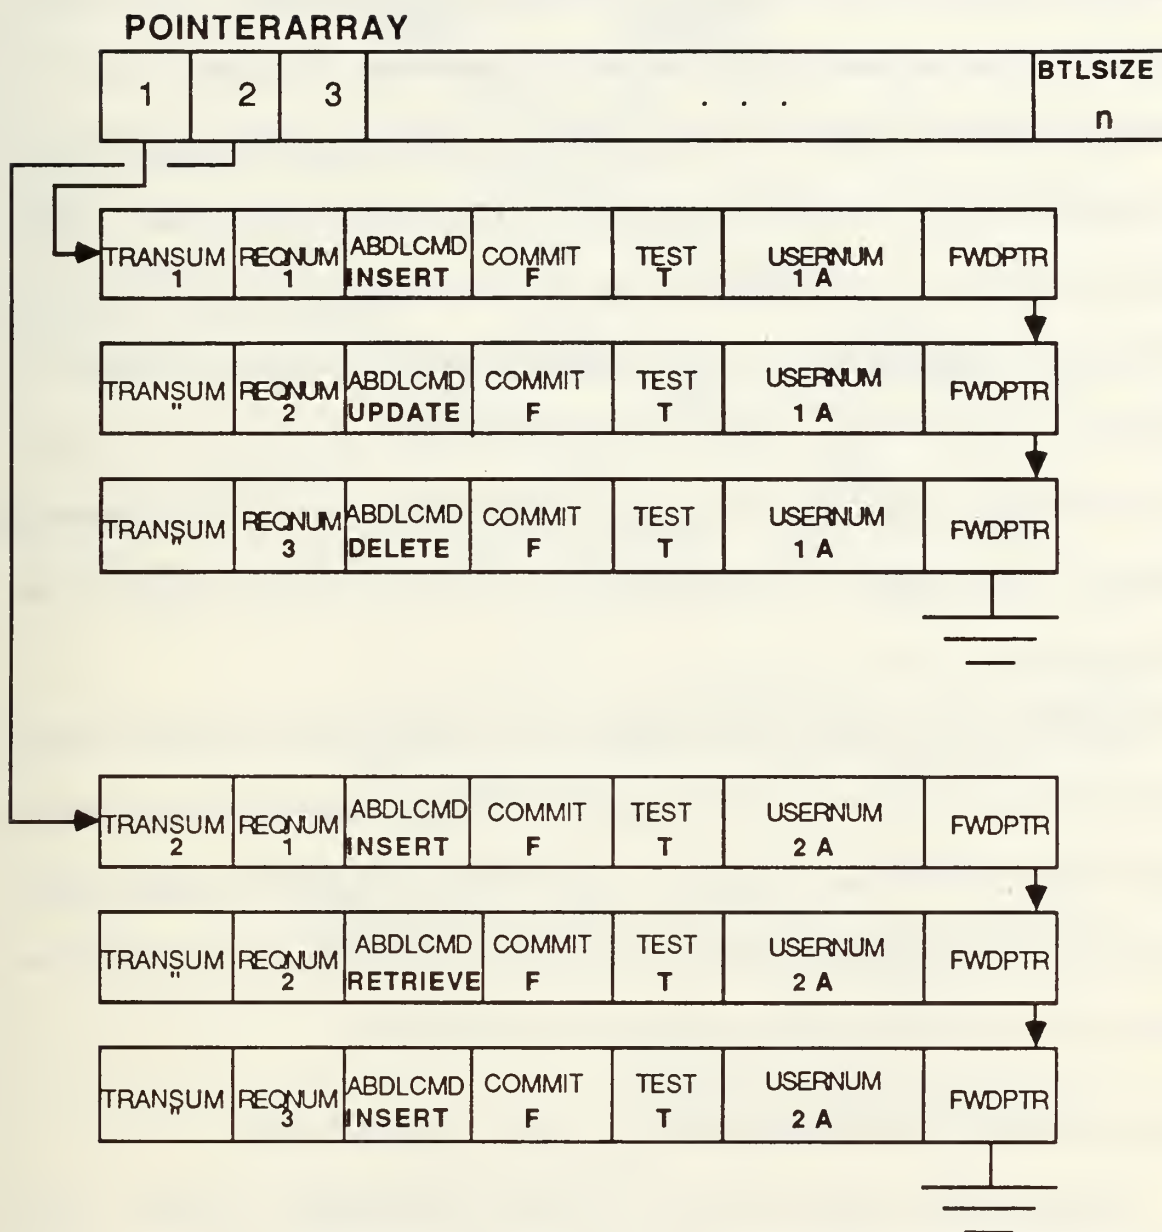 POINTERARRAY
1 2 3 . . . BTLSIZE
n
TRANSUM REQNUM ABDLCMD COMMIT TEST USERNUM FWDPTR
1 1 INSERT F T 1 A
TRANSUM REQNUM ABDLCMD COMMIT TEST USERNUM FWDPTR
" 2 UPDATE F T 1 A
TRANSUM REQNUM ABDLCMD COMMIT TEST USERNUM FWDPTR
" 3 DELETE F T 1 A
TRANSUM REQNUM ABDLCMD COMMIT TEST USERNUM FWDPTR
2 1 INSERT F T 2 A
TRANSUM REQNUM ABDLCMD COMMIT TEST USERNUM FWDPTR
" 2 RETRIEVE F T 2 A
TRANSUM REQNUM ABDLCMD COMMIT TEST USERNUM FWDPTR
" 3 INSERT F T 2 A